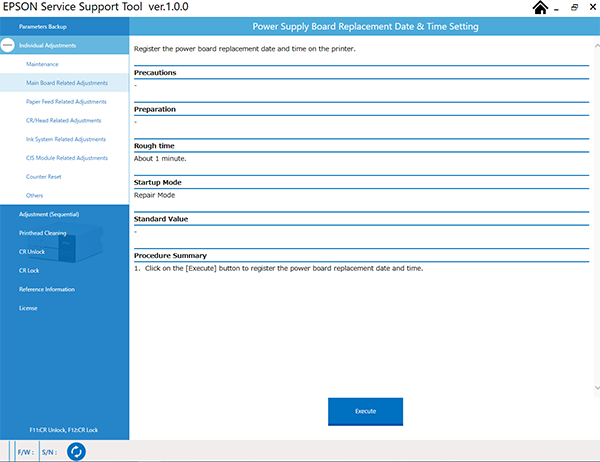 EPSON Service Support Tool ver.1.0.0
Parameters Backup
Individual Adjustments
Maintenance
Main Board Related Adjustments
Paper Feed Related Adjustments
CR/Head Related Adjustments
Ink System Related Adjustments
CIS Module Related Adjustments
Counter Reset
Others
Adjustment (Sequential)
Printhead Cleaning
CR Unlock
CR Lock
Reference Information
License
F11:CR Unlock, F12:CR Lock
Power Supply Board Replacement Date & Time Setting
Register the power board replacement date and time on the printer.
Precautions
-
Preparation
-
Rough time
About 1 minute.
Startup Mode
Repair Mode
Standard Value
-
Procedure Summary
1. Click on the [Execute] button to register the power board replacement date and time.
Execute
F/W : S/N :